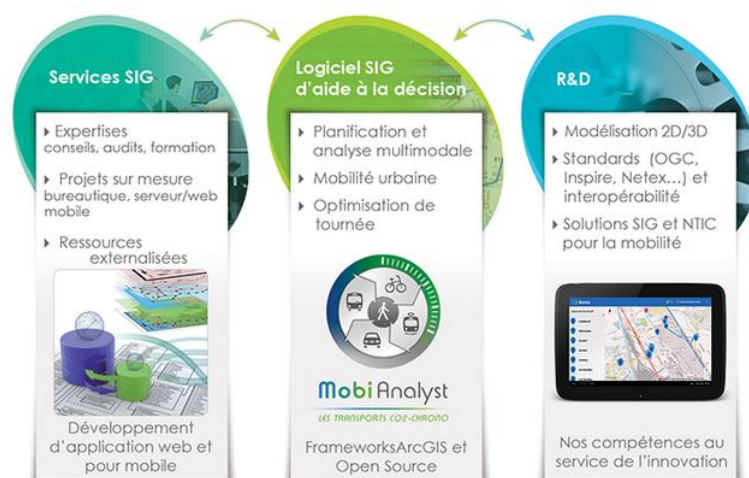 Services SIG
Expertises
conseils, audits, formation
Projets sur mesure
bureautique, serveur/web
mobile
Ressources
externalisées
Développement
d'application web et
pour mobile
Logiciel SIG
d'aide à la décision
Planification et
analyse multimodale
Mobilité urbaine
Optimisation de
tournée
Mobi Analyst
LES TRANSPORTS CO2-CHRONO
FrameworksArcGIS et
Open Source
R&D
Modélisation 2D/3D
Standards (OGC,
Inspire, Netex...) et
interopérabilité
Solutions SIG et NTIC
pour la mobilité
Nos compétences au
service de l'innovation